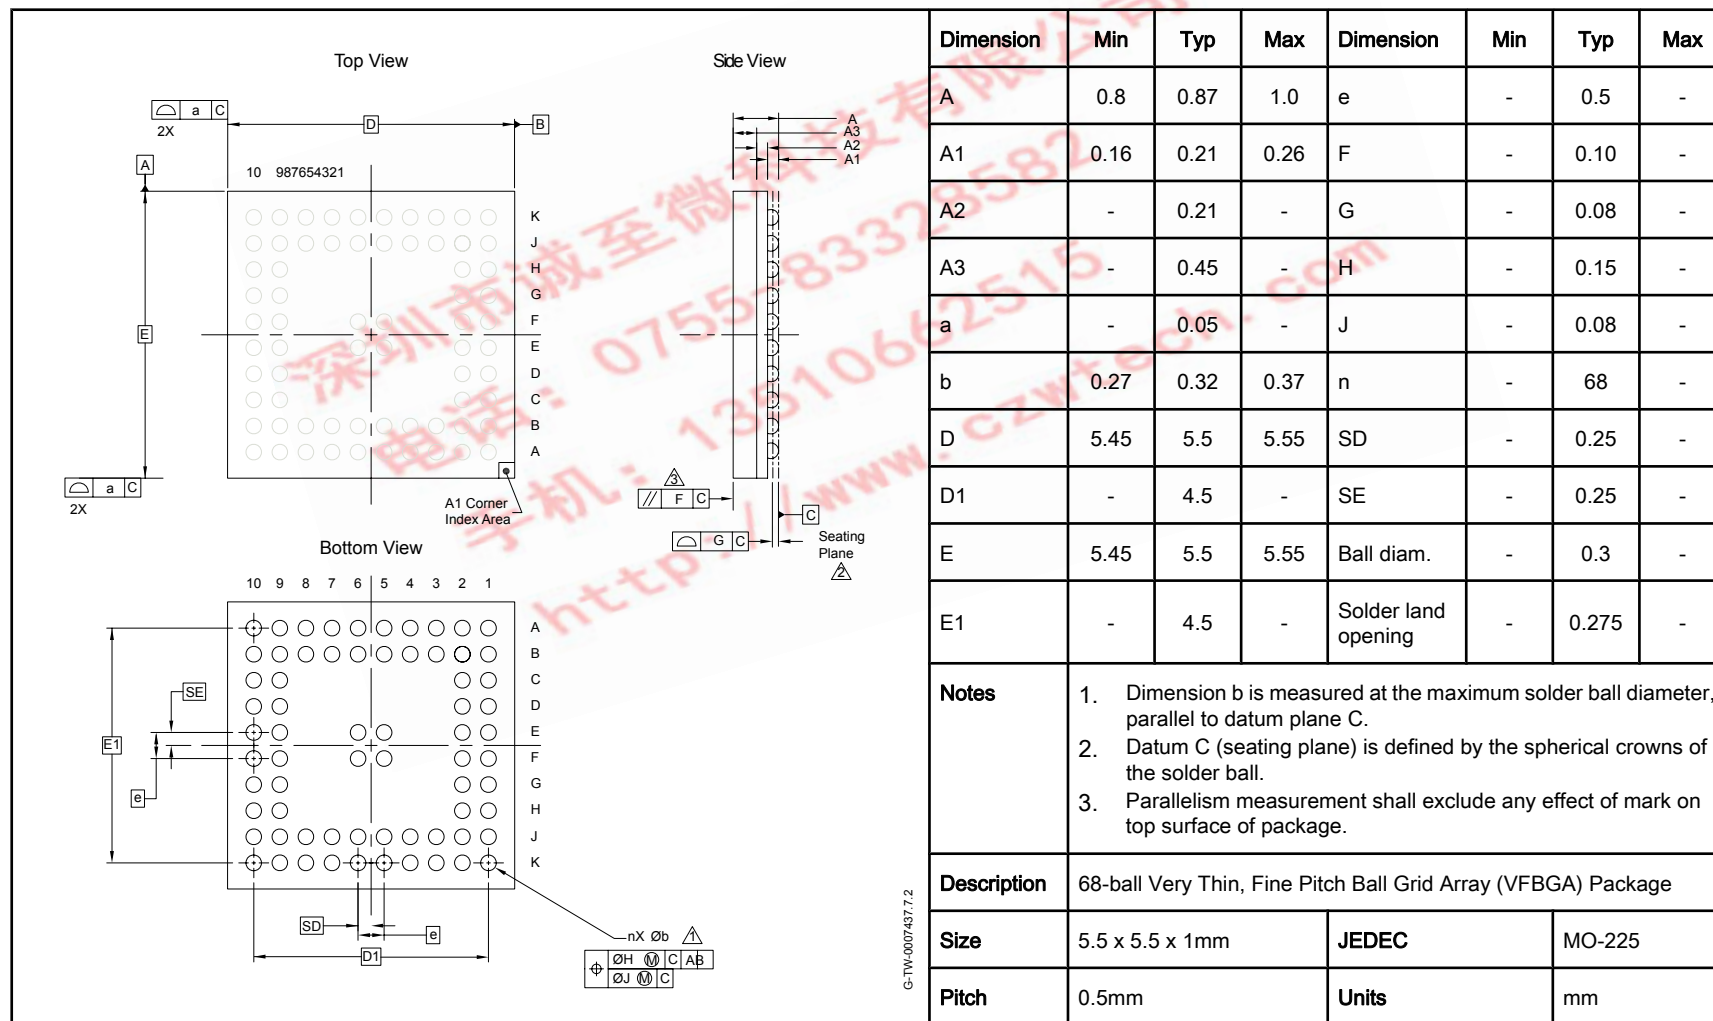 Top View
Side View
a C
2X
D
B
A
10 987654321
K
J
H
G
F
E
D
C
B
A
E
a C
2X
A1 Corner
Index Area
A
A3
A2
A1
3
// F C
G C
C
Seating
Plane
2
Bottom View
10 9 8 7 6 5 4 3 2 1
A
B
C
D
E
F
G
H
J
K
SE
E1
e
SD
e
D1
nX Øb 1
ØH M C AB
ØJ M C
G-TW-0007437.7.2
Dimension Min Typ Max Dimension Min Typ Max
A 0.8 0.87 1.0 e - 0.5 -
A1 0.16 0.21 0.26 F - 0.10 -
A2 - 0.21 - G - 0.08 -
A3 - 0.45 - H - 0.15 -
a - 0.05 - J - 0.08 -
b 0.27 0.32 0.37 n - 68 -
D 5.45 5.5 5.55 SD - 0.25 -
D1 - 4.5 - SE - 0.25 -
E 5.45 5.5 5.55 Ball diam. - 0.3 -
E1 - 4.5 - Solder land
opening - 0.275 -
Notes
1. Dimension b is measured at the maximum solder ball diameter,
parallel to datum plane C.
2. Datum C (seating plane) is defined by the spherical crowns of
the solder ball.
3. Parallelism measurement shall exclude any effect of mark on
top surface of package.
Description 68-ball Very Thin, Fine Pitch Ball Grid Array (VFBGA) Package
Size 5.5 x 5.5 x 1mm JEDEC MO-225
Pitch 0.5mm Units mm
深圳市诚至微科技有限公司
电话：0755-83328582
手机：13510662515
http://www.czwtech.com